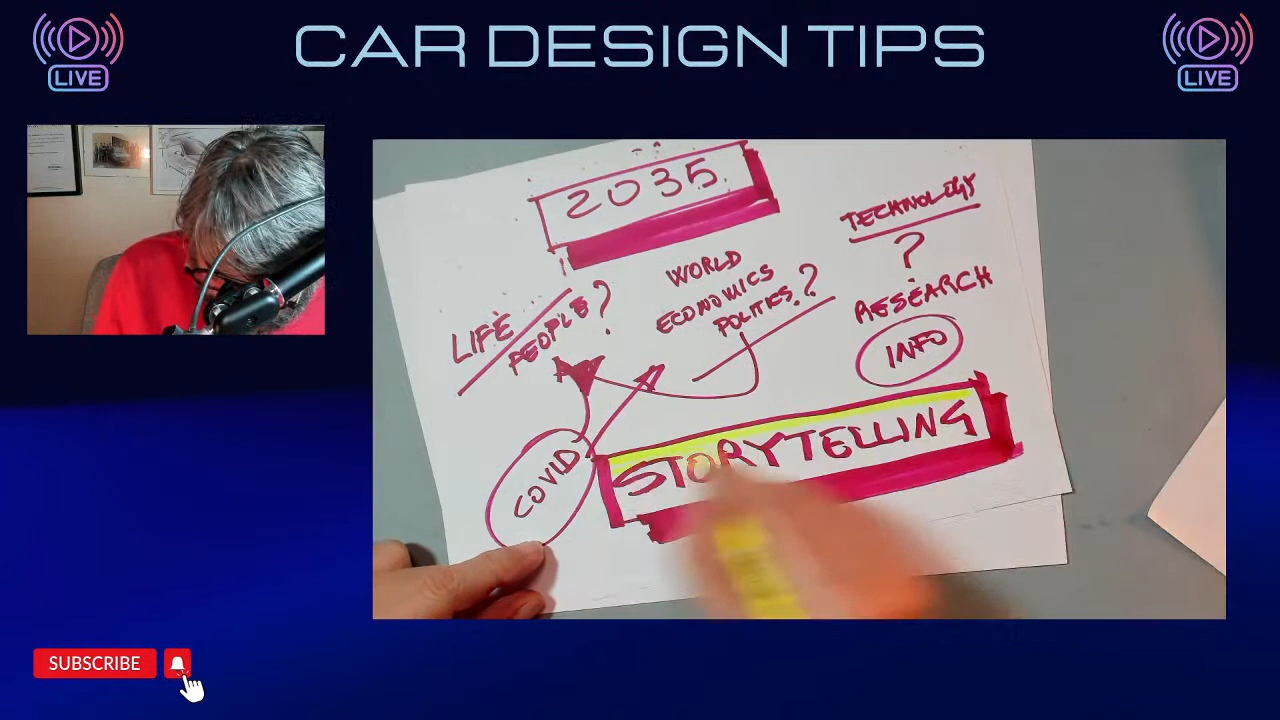 CAR DESIGN TIPS
LIVE
LIVE
2035
LIFE
PEOPLE?
WORLD
ECONOMICS
POLITICS?
TECHNOLOGY
?
RESEARCH
INFO
COVID
STORYTELLING
SUBSCRIBE